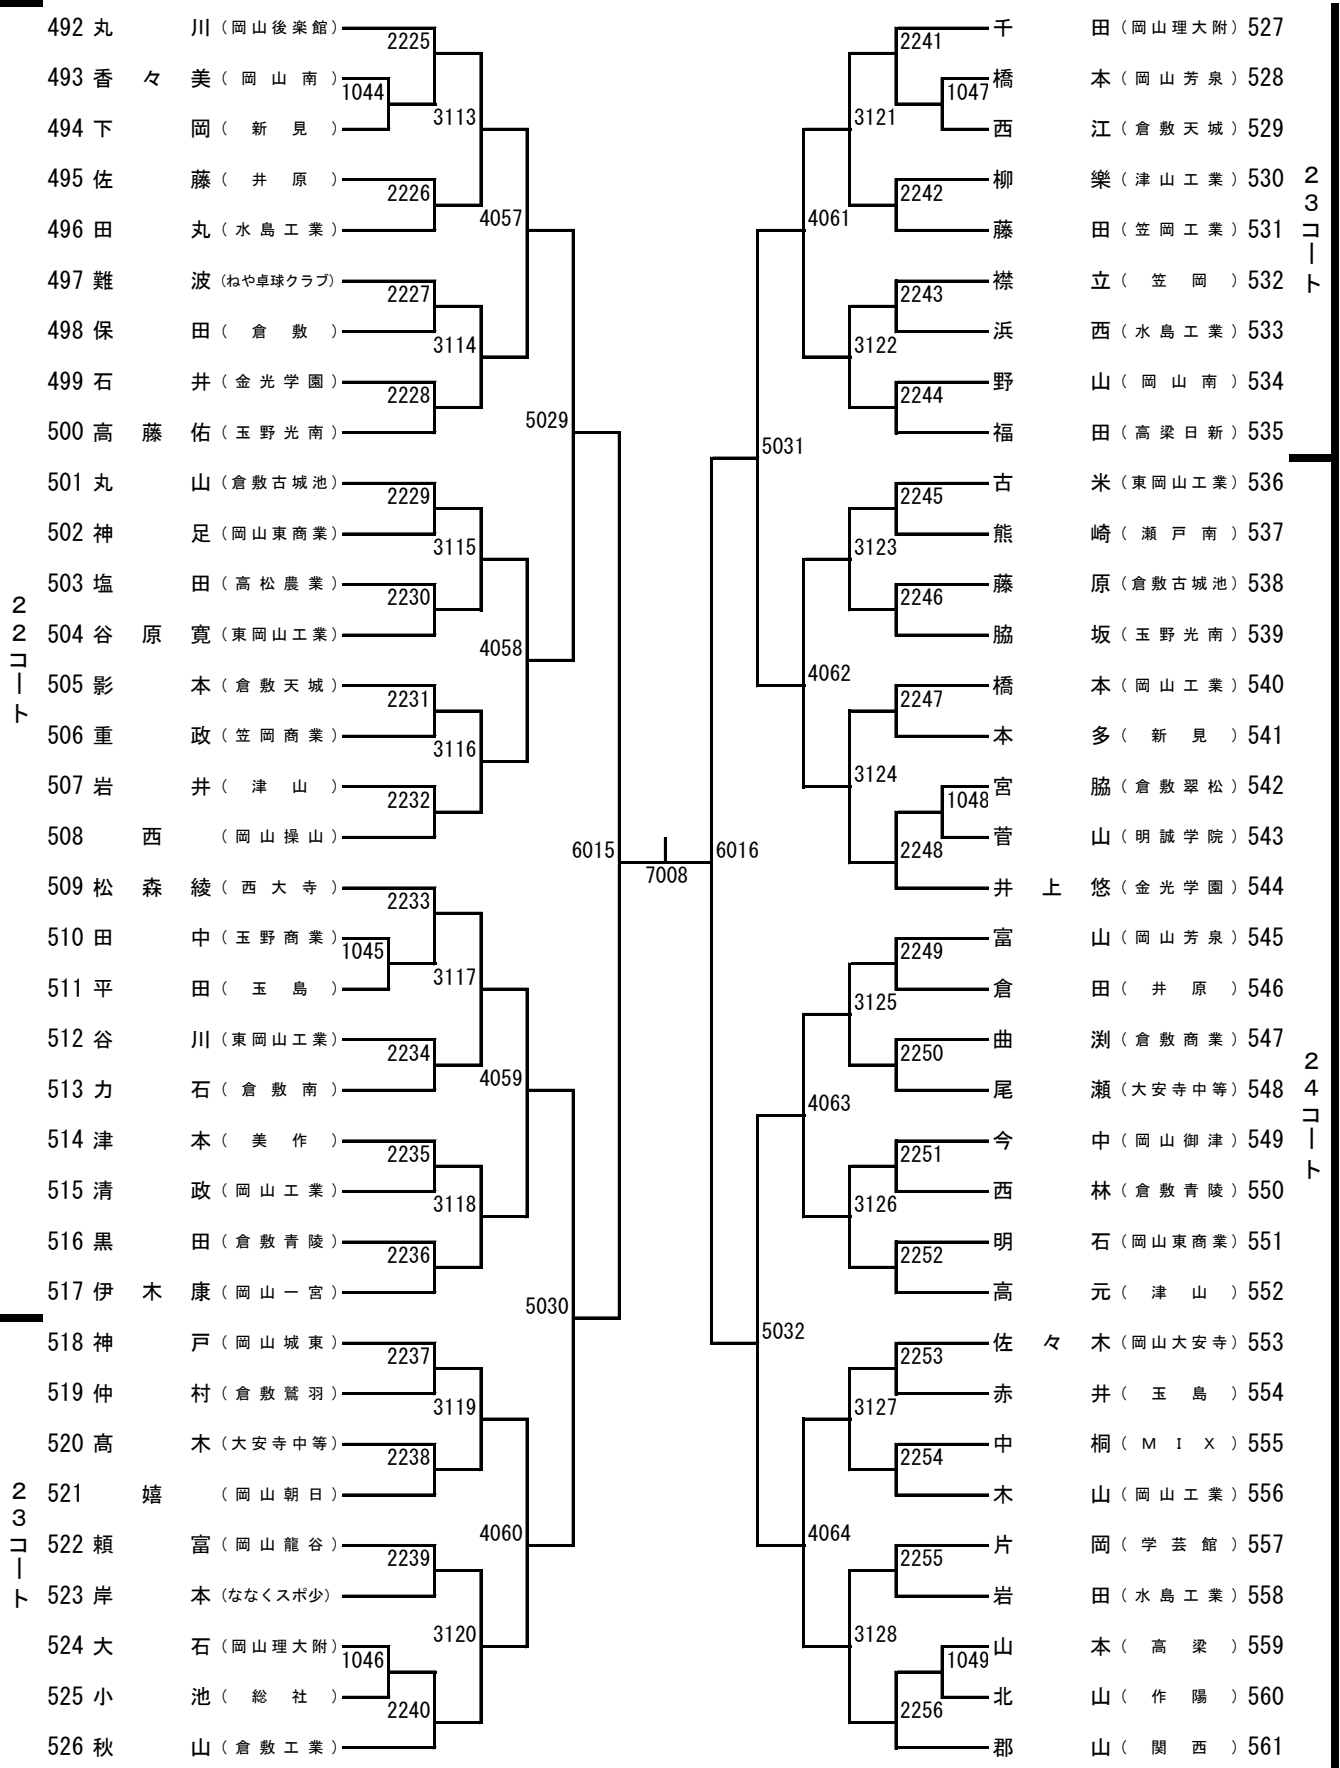 22コート
492 丸川 (岡山後楽館)
493 香々美 (岡山南)
494 下岡 (新見)
495 佐藤 (井原)
496 田丸 (水島工業)
497 難波 (ねや卓球クラブ)
498 保田 (倉敷)
499 石井 (金光学園)
500 高藤佑 (玉野光南)
501 丸山 (倉敷古城池)
502 神足 (岡山東商業)
503 塩田 (高松農業)
504 谷原寛 (東岡山工業)
505 影本 (倉敷天城)
506 重政 (笠岡商業)
507 岩井 (津山)
508 西 (岡山操山)
509 松森綾 (西大寺)
510 田中 (玉野商業)
511 平田 (玉島)
512 谷川 (東岡山工業)
513 力石 (倉敷南)
514 津本 (美作)
515 清政 (岡山工業)
516 黒田 (倉敷青陵)
517 伊木康 (岡山一宮)
23コート
518 神戸 (岡山城東)
519 仲村 (倉敷鷲羽)
520 髙木 (大安寺中等)
521 嬉 (岡山朝日)
522 頼富 (岡山龍谷)
523 岸本 (ななくスポ少)
524 大石 (岡山理大附)
525 小池 (総社)
526 秋山 (倉敷工業)
1044
1045
1046
2225
2226
2227
2228
2229
2230
2231
2232
2233
2234
2235
2236
2237
2238
2239
2240
3113
3114
3115
3116
3117
3118
3119
3120
4057
4058
4059
4060
5029
5030
6015
7008
6016
5031
5032
4061
4062
4063
4064
3121
3122
3123
3124
3125
3126
3127
3128
2241
2242
2243
2244
2245
2246
2247
2248
2249
2250
2251
2252
2253
2254
2255
2256
1047
1048
1049
千田 (岡山理大附) 527
橋本 (岡山芳泉) 528
西江 (倉敷天城) 529
柳樂 (津山工業) 530
藤田 (笠岡工業) 531
襟立 (笠岡) 532
浜西 (水島工業) 533
野山 (岡山南) 534
福田 (高梁日新) 535
23コート
古米 (東岡山工業) 536
熊崎 (瀬戸南) 537
藤原 (倉敷古城池) 538
脇坂 (玉野光南) 539
橋本 (岡山工業) 540
本多 (新見) 541
宮脇 (倉敷翠松) 542
菅山 (明誠学院) 543
井上悠 (金光学園) 544
富山 (岡山芳泉) 545
倉田 (井原) 546
曲渕 (倉敷商業) 547
尾瀬 (大安寺中等) 548
今中 (岡山御津) 549
西林 (倉敷青陵) 550
明石 (岡山東商業) 551
高元 (津山) 552
佐々木 (岡山大安寺) 553
赤井 (玉島) 554
中桐 (MIX) 555
木山 (岡山工業) 556
片岡 (学芸館) 557
岩田 (水島工業) 558
山本 (高梁) 559
北山 (作陽) 560
郡山 (関西) 561
24コート